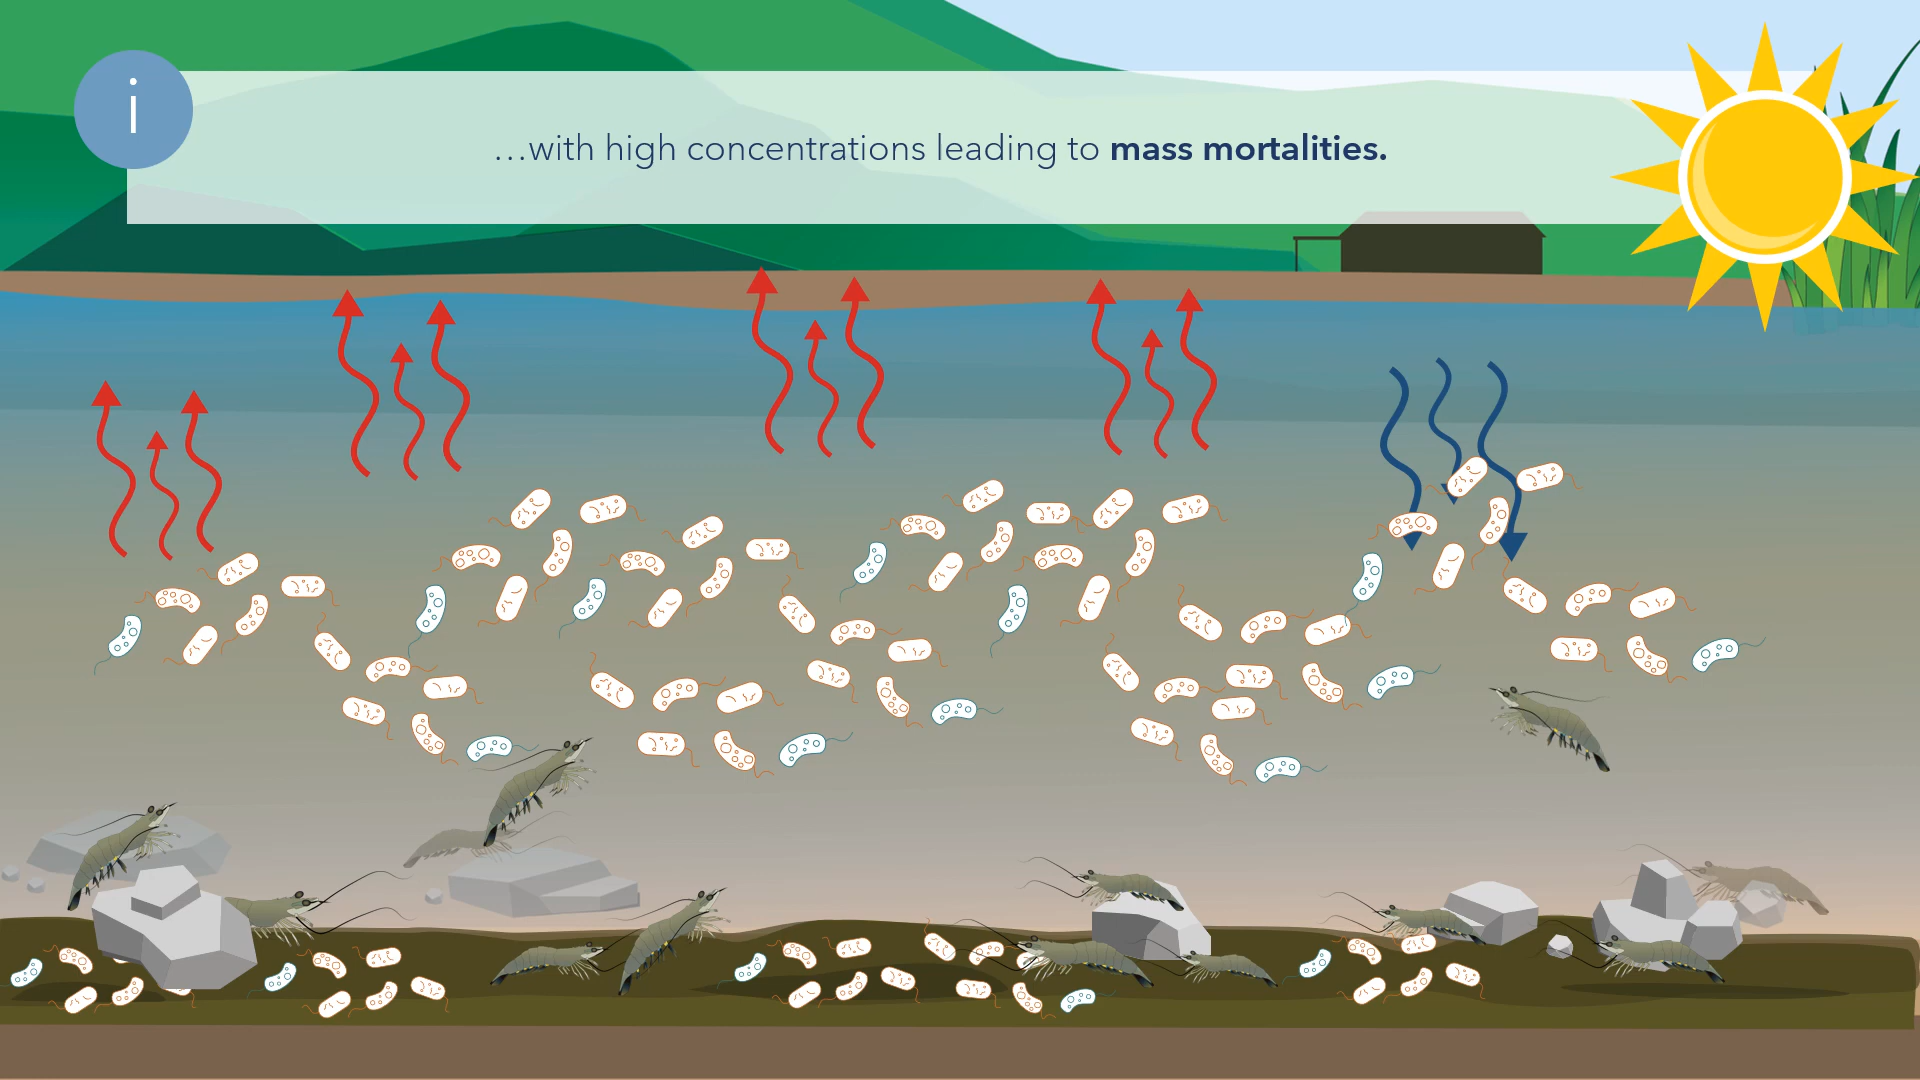 i
…with high concentrations leading to mass mortalities.